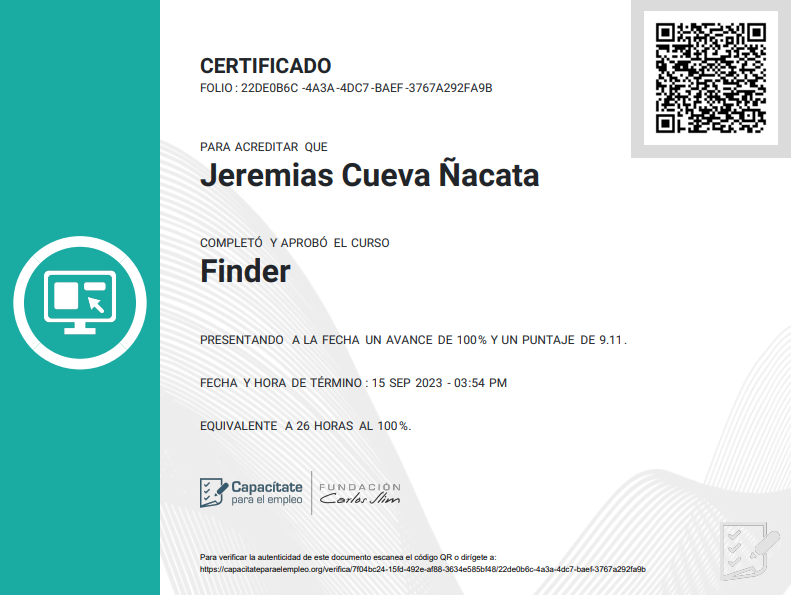 CERTIFICADO
FOLIO : 22DE0B6C -4A3A -4DC7 -BAEF -3767A292FA9B
PARA ACREDITAR QUE
Jeremias Cueva Ñacata
COMPLETÓ Y APROBÓ EL CURSO
Finder
PRESENTANDO A LA FECHA UN AVANCE DE 100% Y UN PUNTAJE DE 9.11.
FECHA Y HORA DE TÉRMINO : 15 SEP 2023 - 03:54 PM
EQUIVALENTE A 26 HORAS AL 100%.
Capacítate
para el empleo
FUNDACIÓN
Carlos Slim
Para verificar la autenticidad de este documento escanea el código QR o dirígete a:
https://capacitateparaelempleo.org/verifica/7f04bc24-15fd-492e-af88-3634e585bf48/22de0b6c-4a3a-4dc7-baef-3767a292fa9b